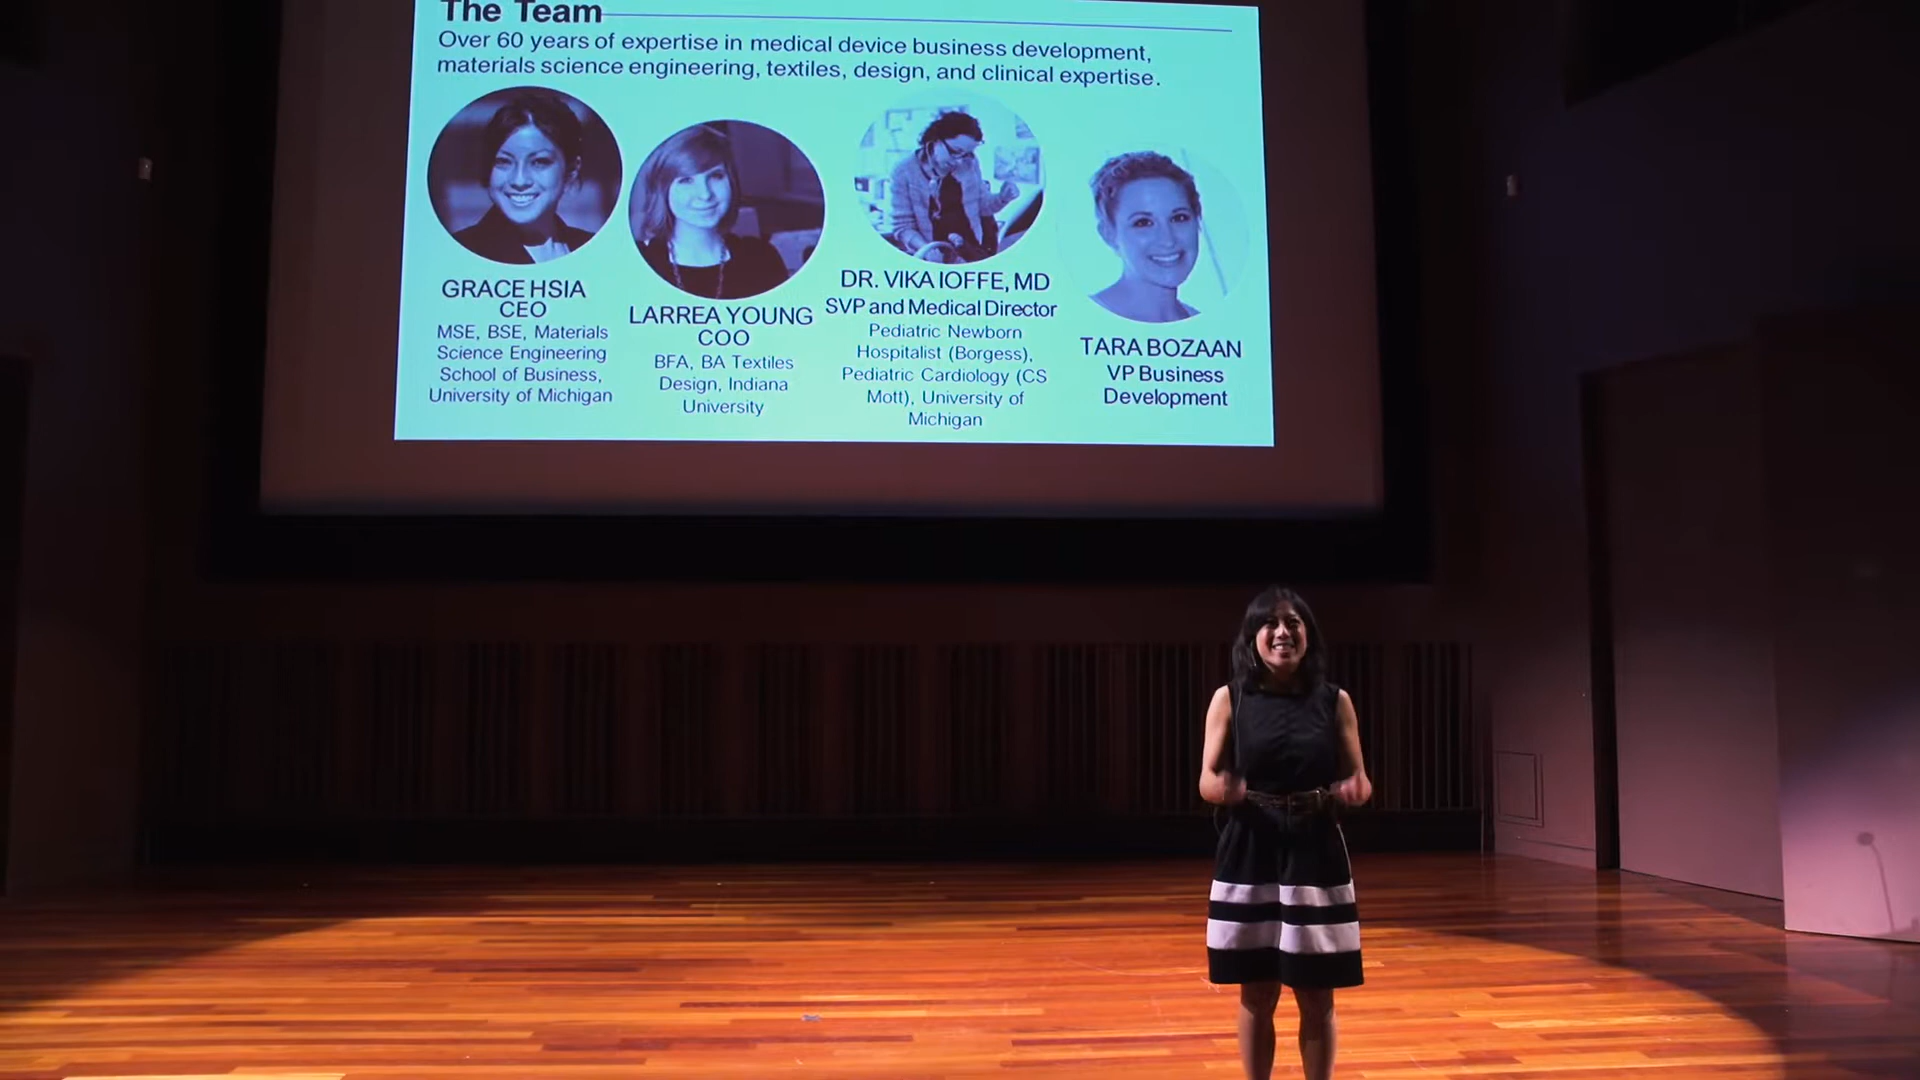 The Team
Over 60 years of expertise in medical device business development,
materials science engineering, textiles, design, and clinical expertise.
GRACE HSIA
CEO
MSE, BSE, Materials
Science Engineering
School of Business,
University of Michigan
LARREA YOUNG
COO
BFA, BA Textiles
Design, Indiana
University
DR. VIKA IOFFE, MD
SVP and Medical Director
Pediatric Newborn
Hospitalist (Borgess),
Pediatric Cardiology (CS
Mott), University of
Michigan
TARA BOZAAN
VP Business
Development